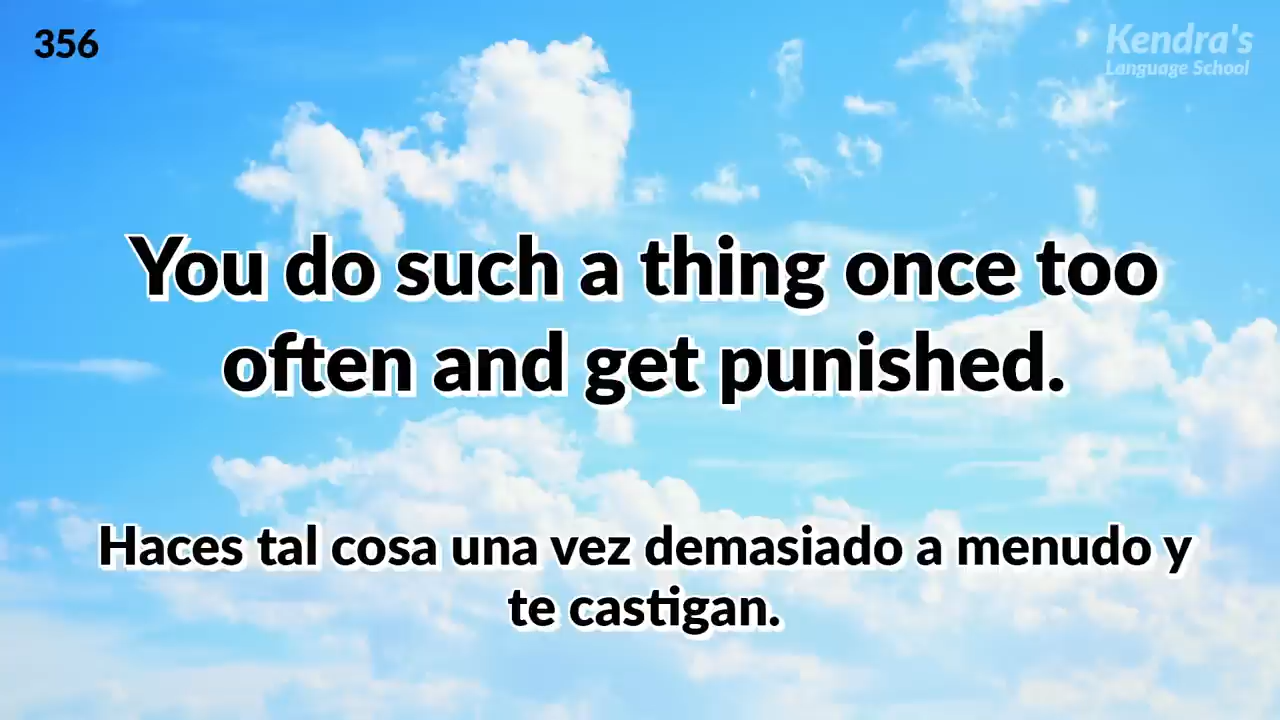 356
Kendra's
Language School
You do such a thing once too
often and get punished.
Haces tal cosa una vez demasiado a menudo y
te castigan.